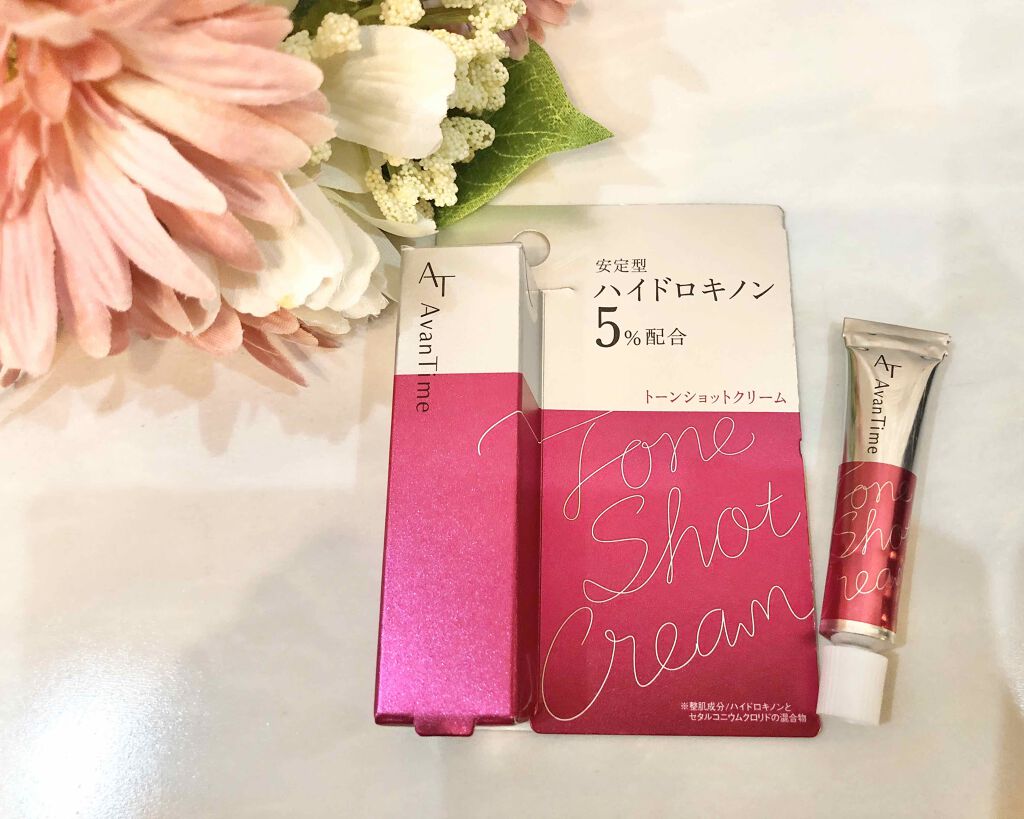 AT AvanTime
安定型
ハイドロキノン
5%配合
トーンショットクリーム
Tone
Shot
Cream
※整肌成分/ハイドロキノンと
セタルコニウムクロリドの混合物
AT AvanTime
Tone
Shot
Cream